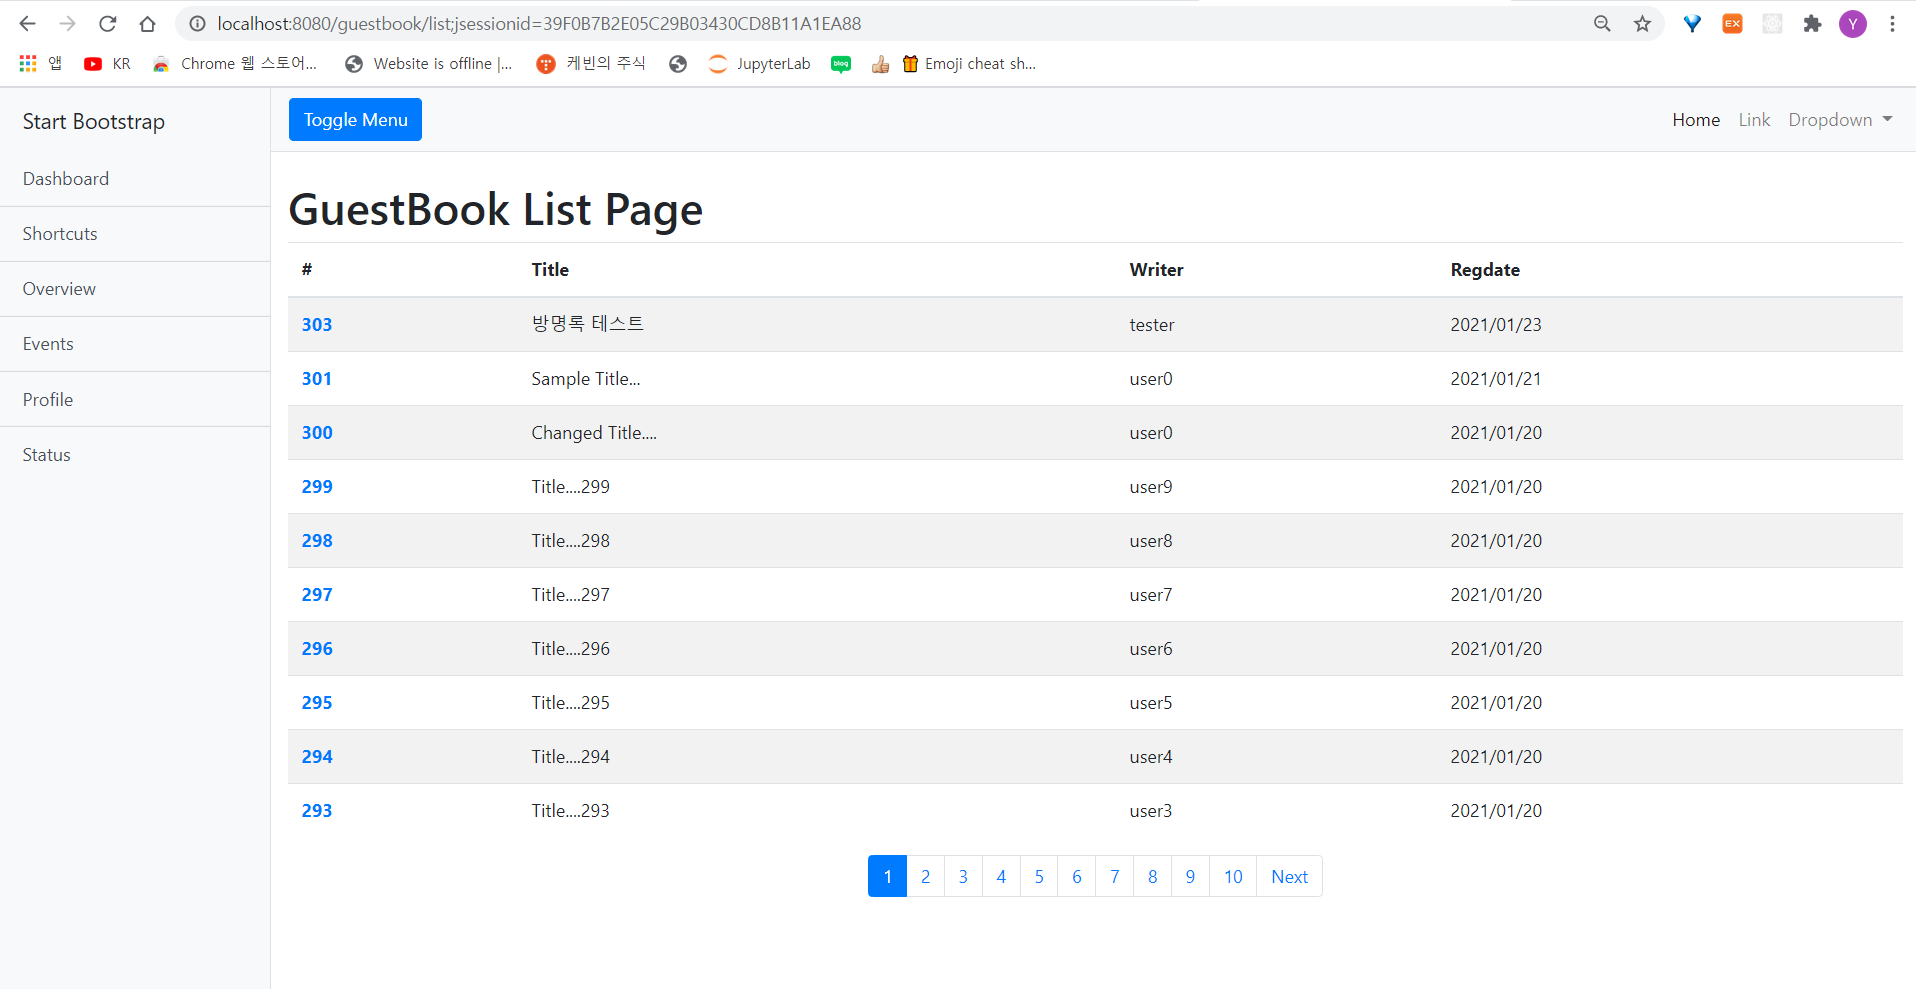 localhost:8080/guestbook/list;jsessionid=39F0B7B2E05C29B03430CD8B11A1EA88
EX
Y
앱 KR Chrome 웹 스토어... Website is offline |... 케빈의 주식 JupyterLab blog Emoji cheat sh...
Start Bootstrap
Dashboard
Shortcuts
Overview
Events
Profile
Status
Toggle Menu
Home Link Dropdown
GuestBook List Page
# Title Writer Regdate
303 방명록 테스트 tester 2021/01/23
301 Sample Title... user0 2021/01/21
300 Changed Title.... user0 2021/01/20
299 Title....299 user9 2021/01/20
298 Title....298 user8 2021/01/20
297 Title....297 user7 2021/01/20
296 Title....296 user6 2021/01/20
295 Title....295 user5 2021/01/20
294 Title....294 user4 2021/01/20
293 Title....293 user3 2021/01/20
1 2 3 4 5 6 7 8 9 10 Next